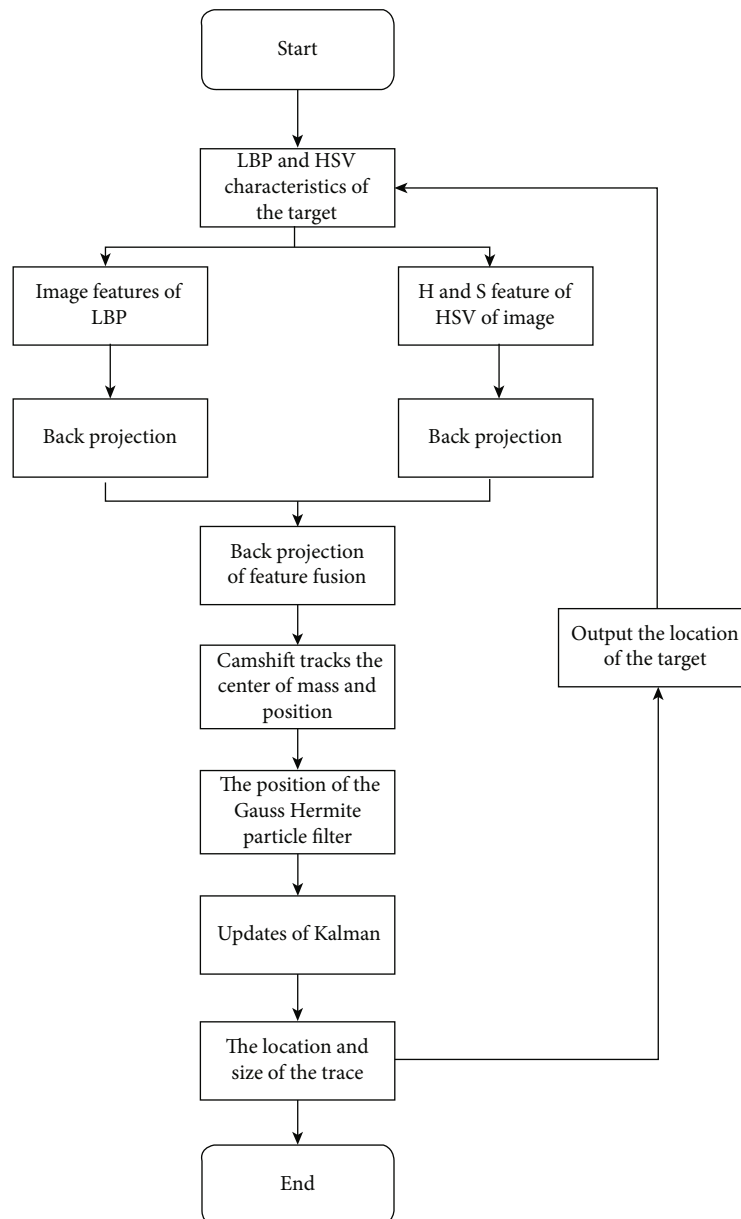 Start
LBP and HSV
characteristics of
the target
Image features of
LBP
H and S feature of
HSV of image
Back projection
Back projection
Back projection
of feature fusion
Camshift tracks the
center of mass and
position
Output the location
of the target
The position of the
Gauss Hermite
particle filter
Updates of Kalman
The location and
size of the trace
End